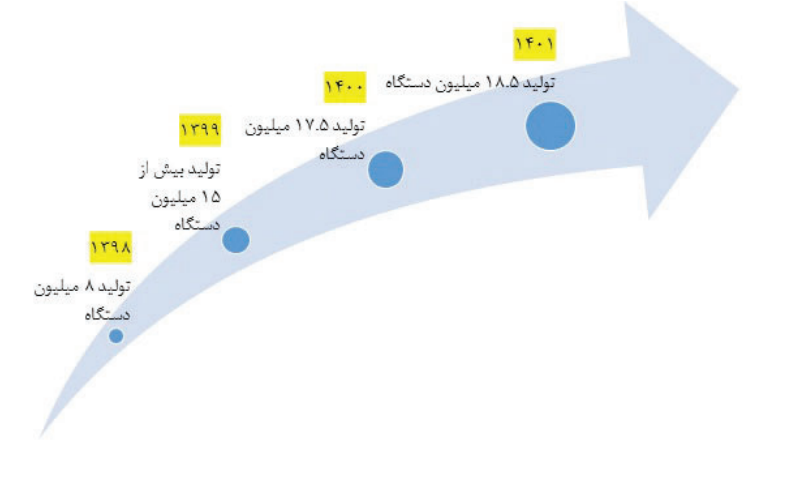 ۱۳۹۸
تولید ۸ میلیون
دستگاه
۱۳۹۹
تولید بیش از
۱۵ میلیون
دستگاه
۱۴۰۰
تولید ۱۷.۵ میلیون
دستگاه
۱۴۰۱
تولید ۱۸.۵ میلیون دستگاه